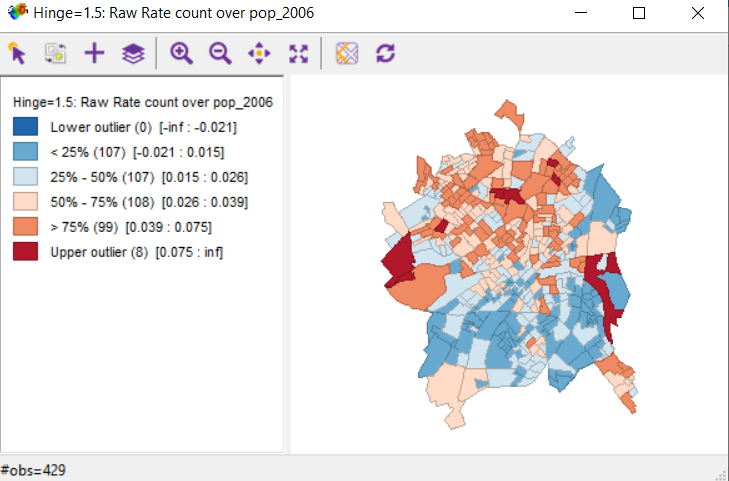 Hinge=1.5: Raw Rate count over pop_2006
Hinge=1.5: Raw Rate count over pop_2006
Lower outlier (0) [-inf : -0.021]
< 25% (107) [-0.021 : 0.015]
25% - 50% (107) [0.015 : 0.026]
50% - 75% (108) [0.026 : 0.039]
> 75% (99) [0.039 : 0.075]
Upper outlier (8) [0.075 : inf]
#obs=429